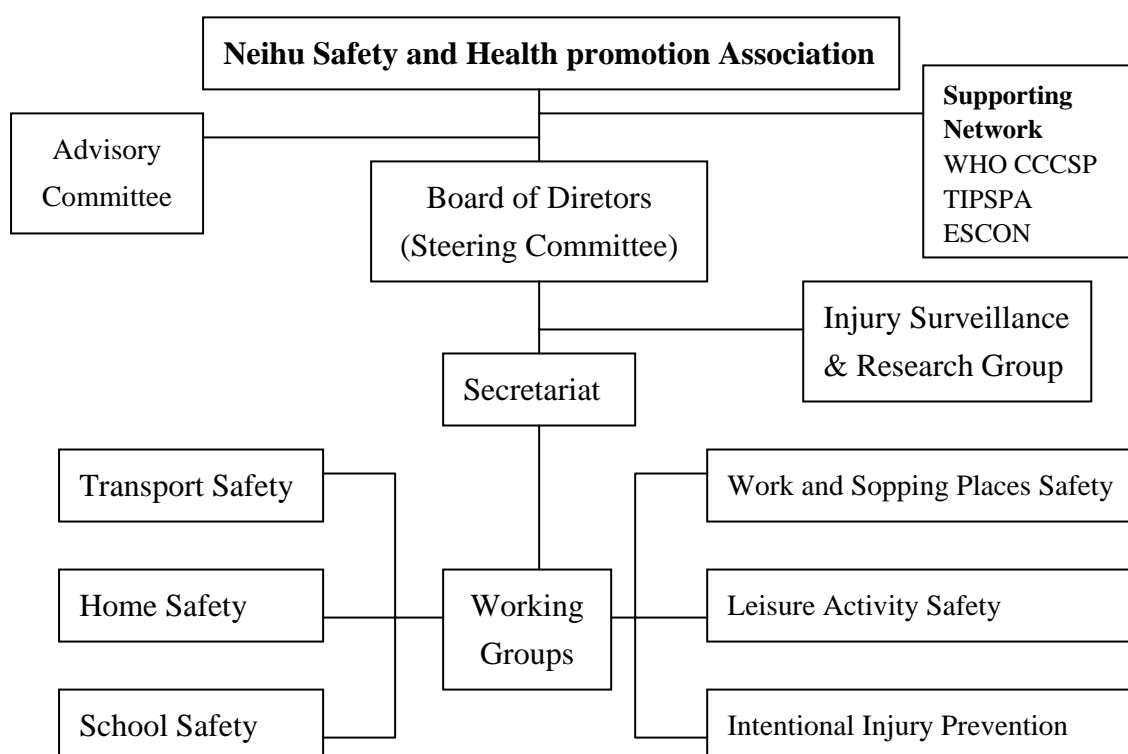 Neihu Safety and Health promotion Association
Supporting
Network
WHO CCCSP
TIPSPA
ESCON
Advisory
Committee
Board of Diretors
(Steering Committee)
Injury Surveillance
& Research Group
Secretariat
Transport Safety
Work and Sopping Places Safety
Home Safety
Working
Groups
Leisure Activity Safety
School Safety
Intentional Injury Prevention